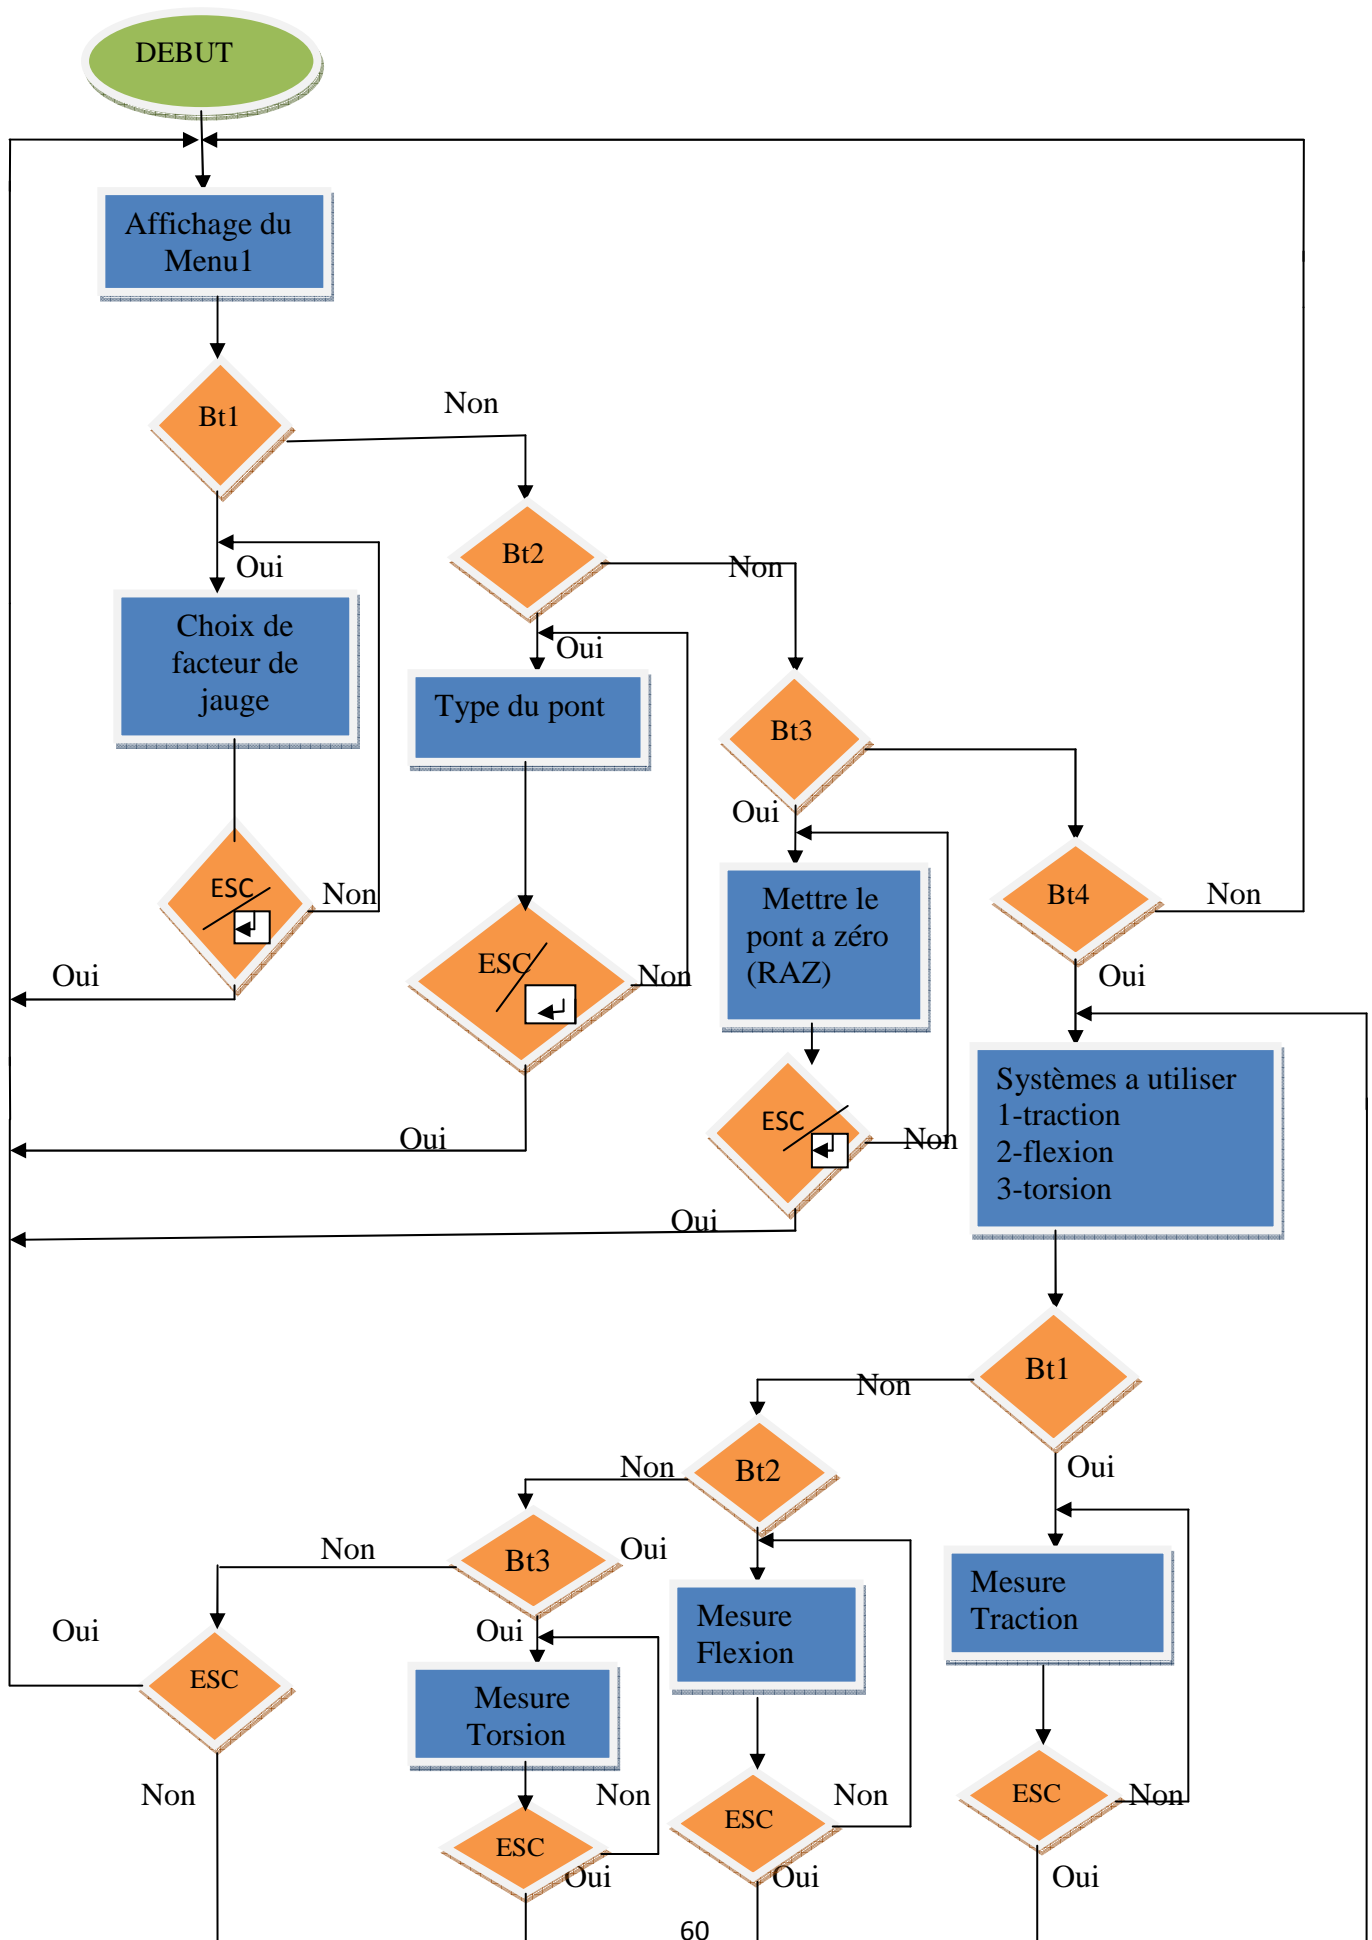 DEBUT
Affichage du
Menu1
Bt1
Non
Oui
Bt2
Non
Choix de
facteur de
jauge
Oui
Type du pont
Bt3
Oui
ESC
Non
Mettre le
pont a zéro
(RAZ)
Bt4
Non
Oui
ESC
Non
Oui
Systèmes a utiliser
1-traction
2-flexion
3-torsion
Oui
ESC
Non
Oui
Bt1
Non
Oui
Bt2
Non
Bt3
Non
Oui
Mesure
Traction
Mesure
Flexion
Oui
Oui
ESC
Mesure
Torsion
Non
Non
Non
ESC
Non
ESC
ESC
Oui
Oui
Oui
60